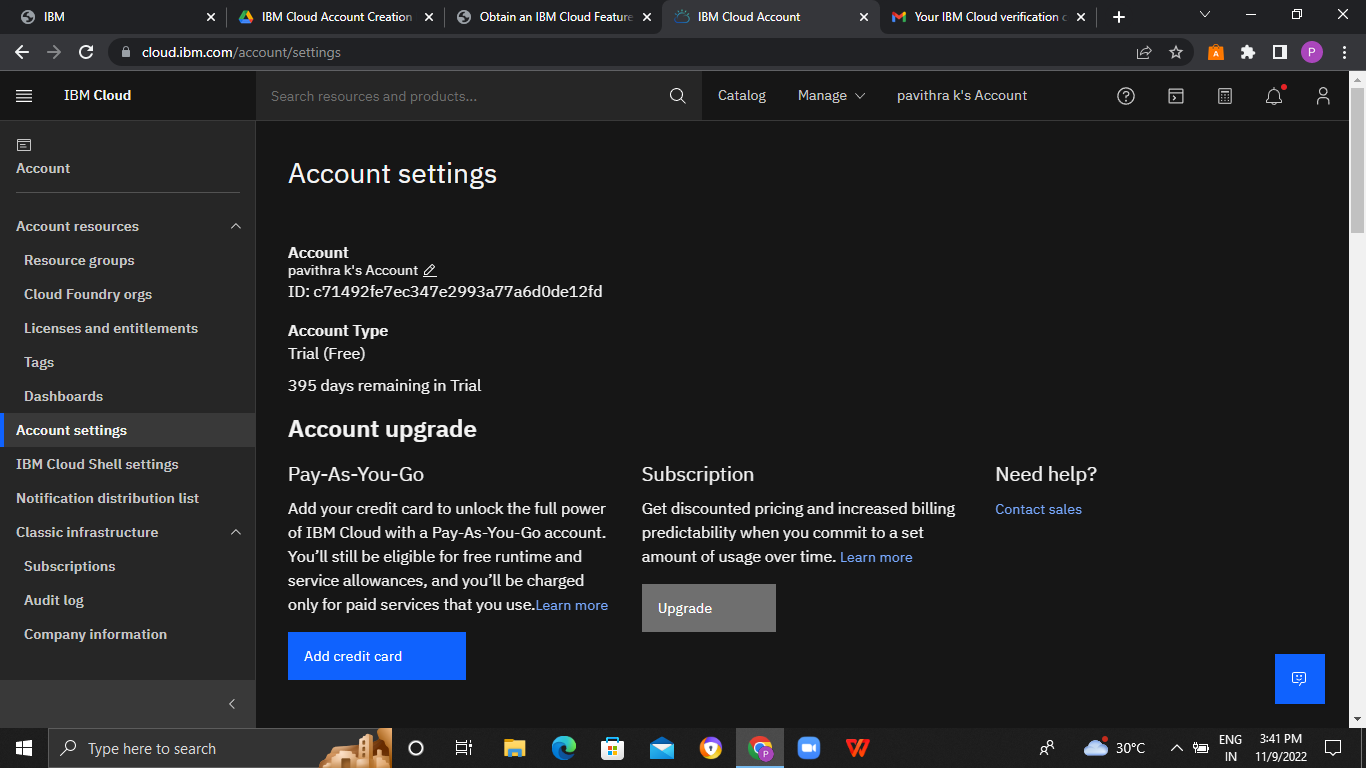 IBM
IBM Cloud Account Creation
Obtain an IBM Cloud Feature
IBM Cloud Account
Your IBM Cloud verification c
cloud.ibm.com/account/settings
P
IBM Cloud
Search resources and products...
Catalog
Manage
pavithra k's Account
Account
Account resources
Resource groups
Cloud Foundry orgs
Licenses and entitlements
Tags
Dashboards
Account settings
IBM Cloud Shell settings
Notification distribution list
Classic infrastructure
Subscriptions
Audit log
Company information
Account settings
Account
pavithra k's Account
ID: c71492fe7ec347e2993a77a6d0de12fd
Account Type
Trial (Free)
395 days remaining in Trial
Account upgrade
Pay-As-You-Go
Add your credit card to unlock the full power
of IBM Cloud with a Pay-As-You-Go account.
You’ll still be eligible for free runtime and
service allowances, and you’ll be charged
only for paid services that you use.Learn more
Add credit card
Subscription
Get discounted pricing and increased billing
predictability when you commit to a set
amount of usage over time. Learn more
Upgrade
Need help?
Contact sales
Type here to search
P
30°C
ENG
IN
3:41 PM
11/9/2022